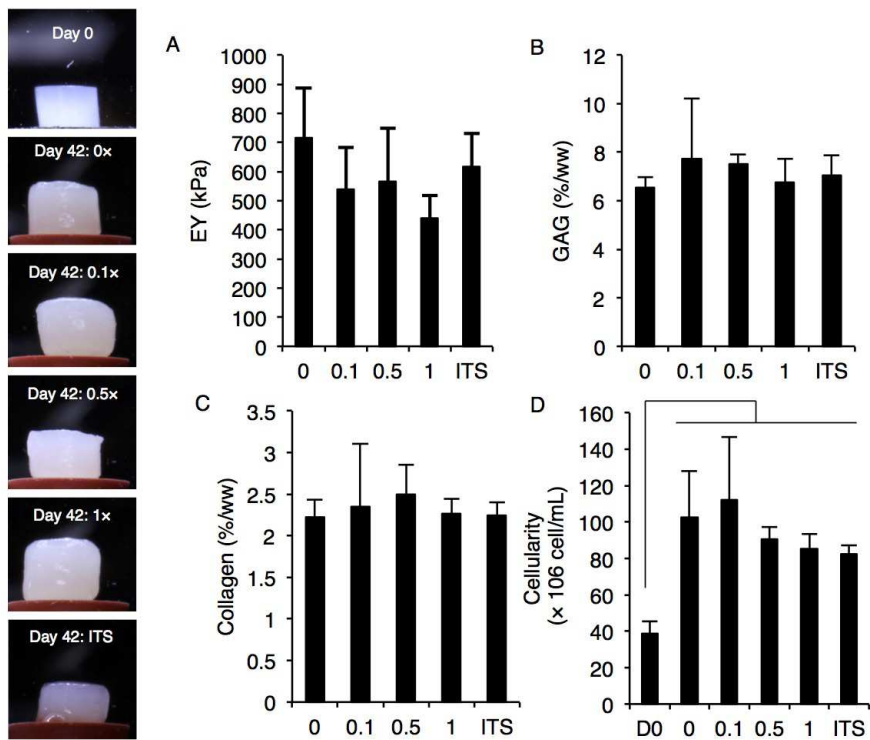 Day 0
Day 42: 0×
Day 42: 0.1×
Day 42: 0.5×
Day 42: 1×
Day 42: ITS
A
EY (kPa)
1000
900
800
700
600
500
400
300
200
100
0
0 0.1 0.5 1 ITS
B
GAG (%/ww)
12
10
8
6
4
2
0
0 0.1 0.5 1 ITS
C
Collagen (%/ww)
3.5
3
2.5
2
1.5
1
0.5
0
0 0.1 0.5 1 ITS
D
Cellularity
(× 106 cell/mL)
160
140
120
100
80
60
40
20
0
D0 0 0.1 0.5 1 ITS